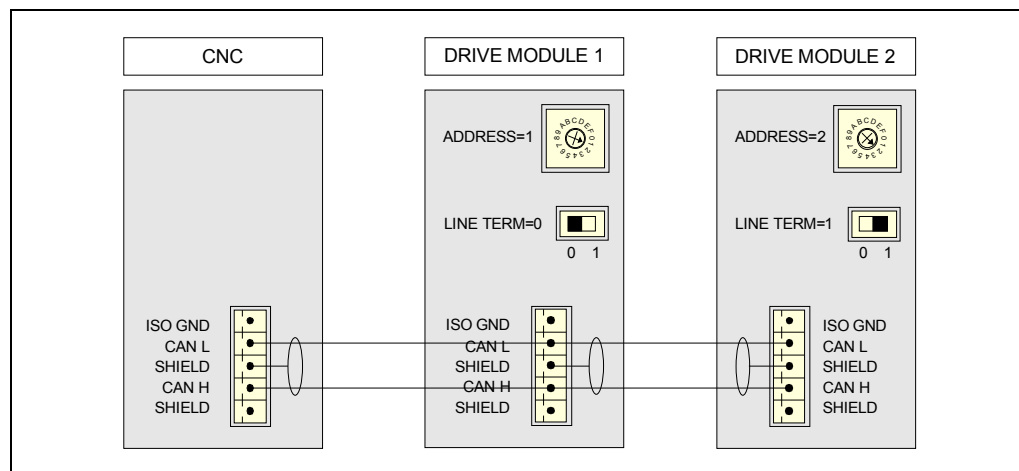 CNC
DRIVE MODULE 1
DRIVE MODULE 2
ADDRESS=1
0123456789ABCDEF
ADDRESS=2
0123456789ABCDEF
LINE TERM=0
0 1
LINE TERM=1
0 1
ISO GND
CAN L
SHIELD
CAN H
SHIELD
ISO GND
CAN L
SHIELD
CAN H
SHIELD
ISO GND
CAN L
SHIELD
CAN H
SHIELD